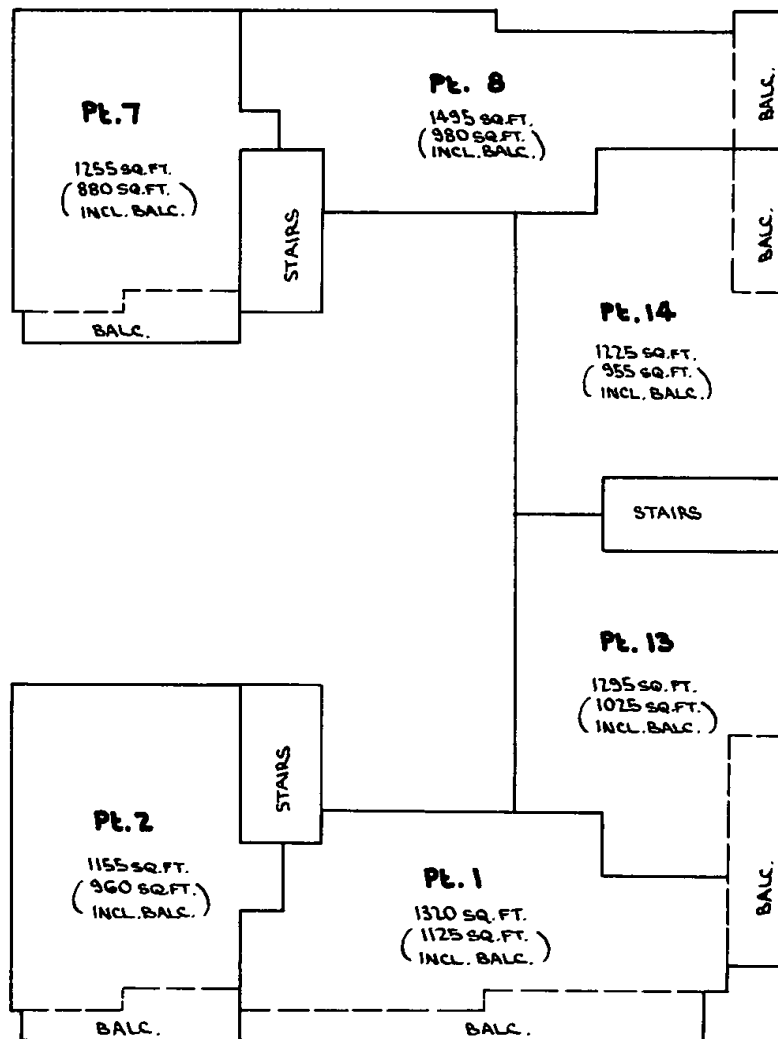 Pt. 7
1255 SQ.FT.
(880 SQ.FT.
INCL. BALC.)
STAIRS
BALC.
Pt. 8
1495 SQ.FT.
(980 SQ.FT.
INCL. BALC.)
BALC.
BALC.
Pt. 14
1225 SQ.FT.
(955 SQ.FT.
INCL. BALC.)
STAIRS
Pt. 13
1295 SQ.FT.
(1025 SQ.FT.
INCL. BALC.)
BALC.
STAIRS
Pt. 2
1155 SQ.FT.
(960 SQ.FT.
INCL. BALC.)
BALC.
Pt. 1
1320 SQ.FT.
(1125 SQ.FT.
INCL. BALC.)
BALC.